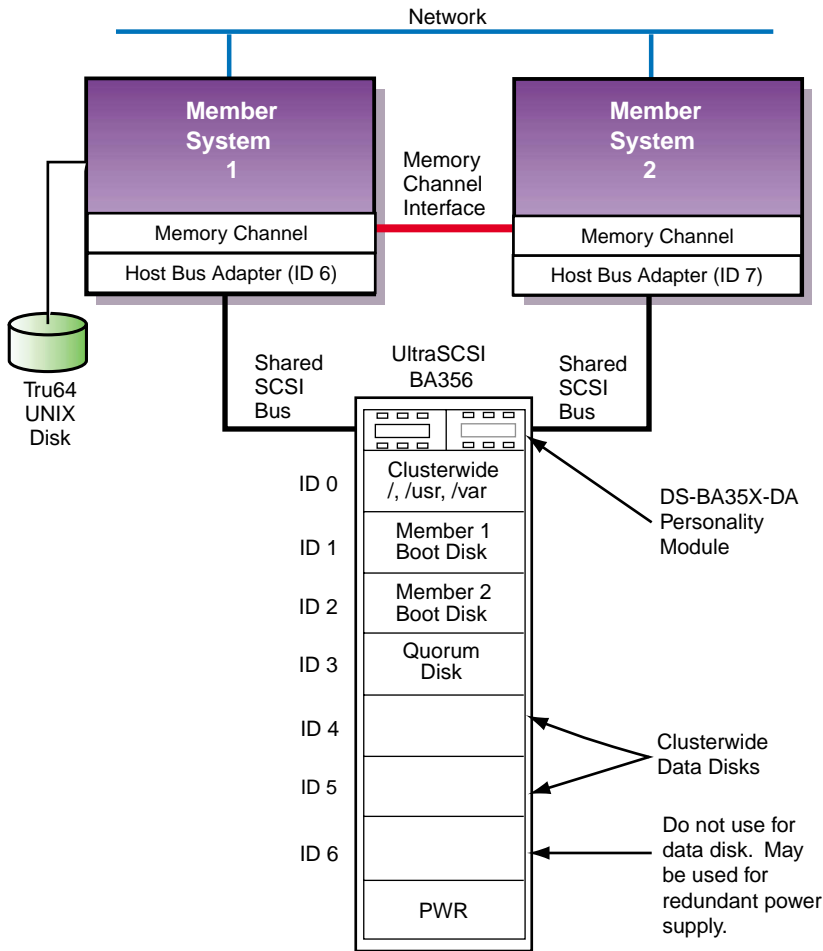 Network
Member
System
1
Member
System
2
Memory
Channel
Interface
Memory Channel
Memory Channel
Host Bus Adapter (ID 6)
Host Bus Adapter (ID 7)
Tru64
UNIX
Disk
Shared
SCSI
Bus
UltraSCSI
BA356
Shared
SCSI
Bus
DS-BA35X-DA
Personality
Module
ID 0
Clusterwide
/, /usr, /var
ID 1
Member 1
Boot Disk
ID 2
Member 2
Boot Disk
ID 3
Quorum
Disk
ID 4
ID 5
Clusterwide
Data Disks
ID 6
Do not use for
data disk. May
be used for
redundant power
supply.
PWR